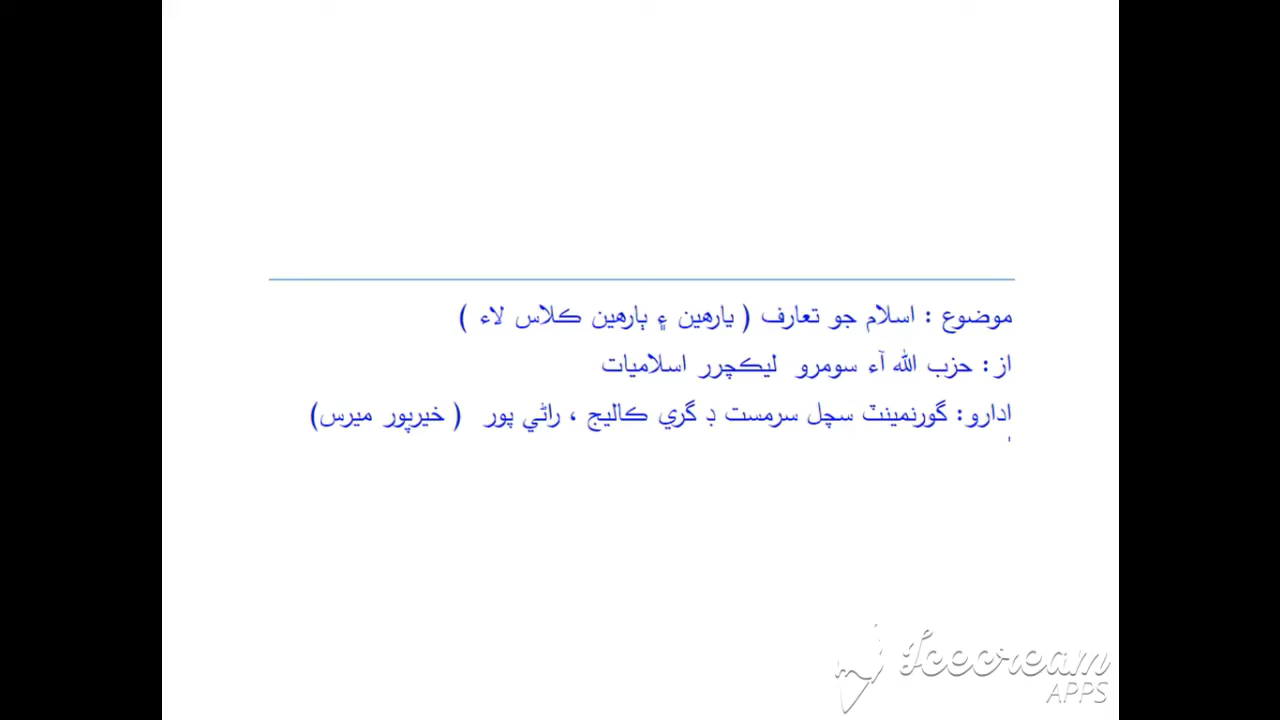 موضوع : اسلام جو تعارف ( يارهين ۽ ٻارهين ڪلاس لاءِ )
از: حزب الله آء سومرو ليڪچرر اسلاميات
ادارو: گورنمينٽ سچل سرمست ڊ گري ڪاليج ، راڻي پور ( خيرپور ميرس)
Icecream
APPS